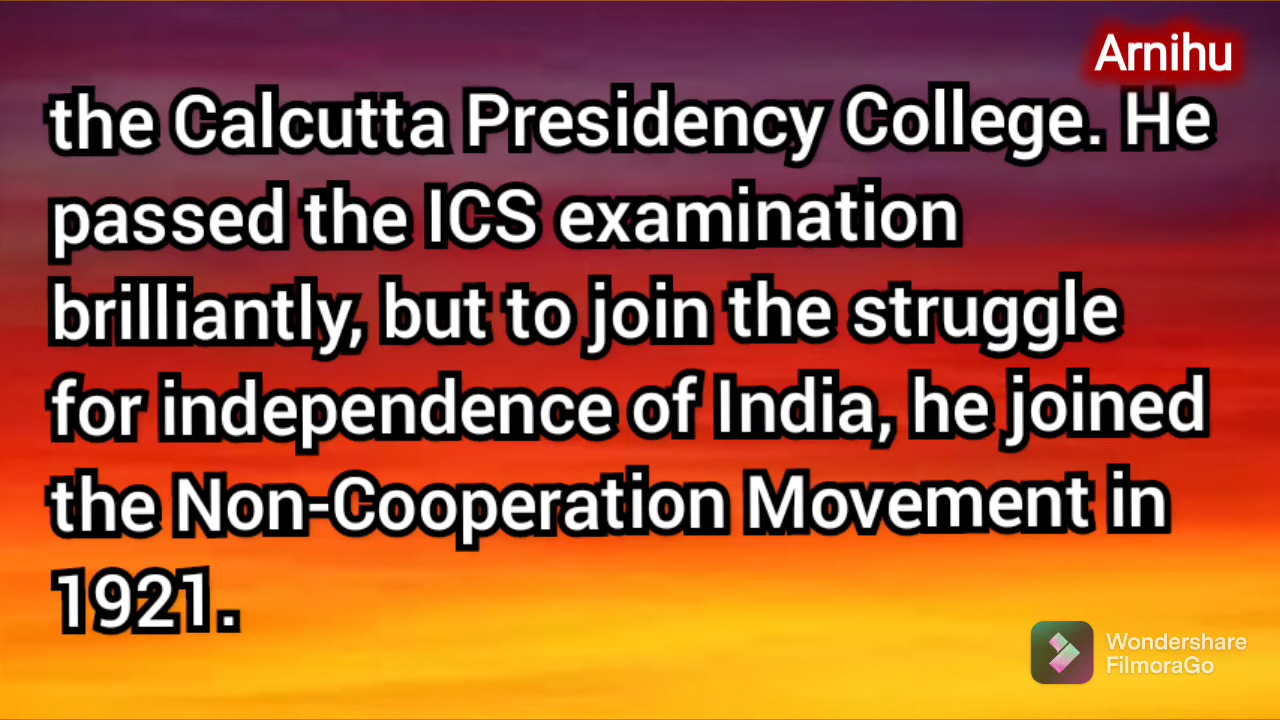 Arnihu
the Calcutta Presidency College. He
passed the ICS examination
brilliantly, but to join the struggle
for independence of India, he joined
the Non-Cooperation Movement in
1921.
Wondershare
FilmoraGo